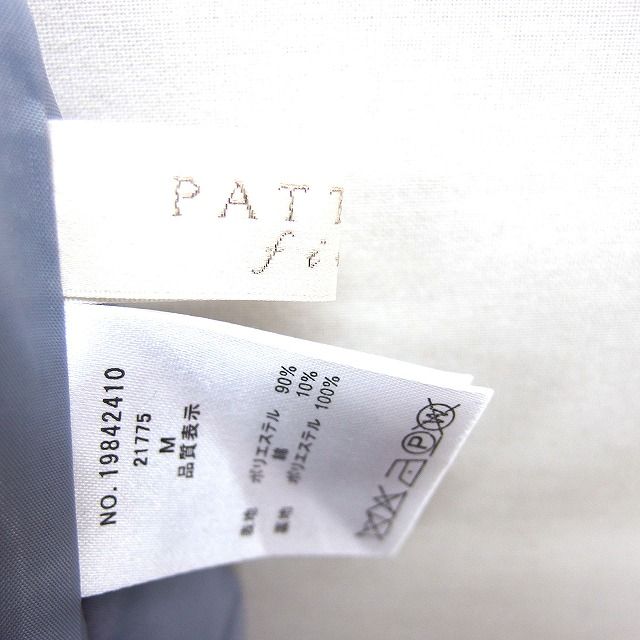 PATT
fi
NO. 19842410
21775
M
品質表示
表地 ポリエステル 90%
綿 10%
裏地 ポリエステル 100%